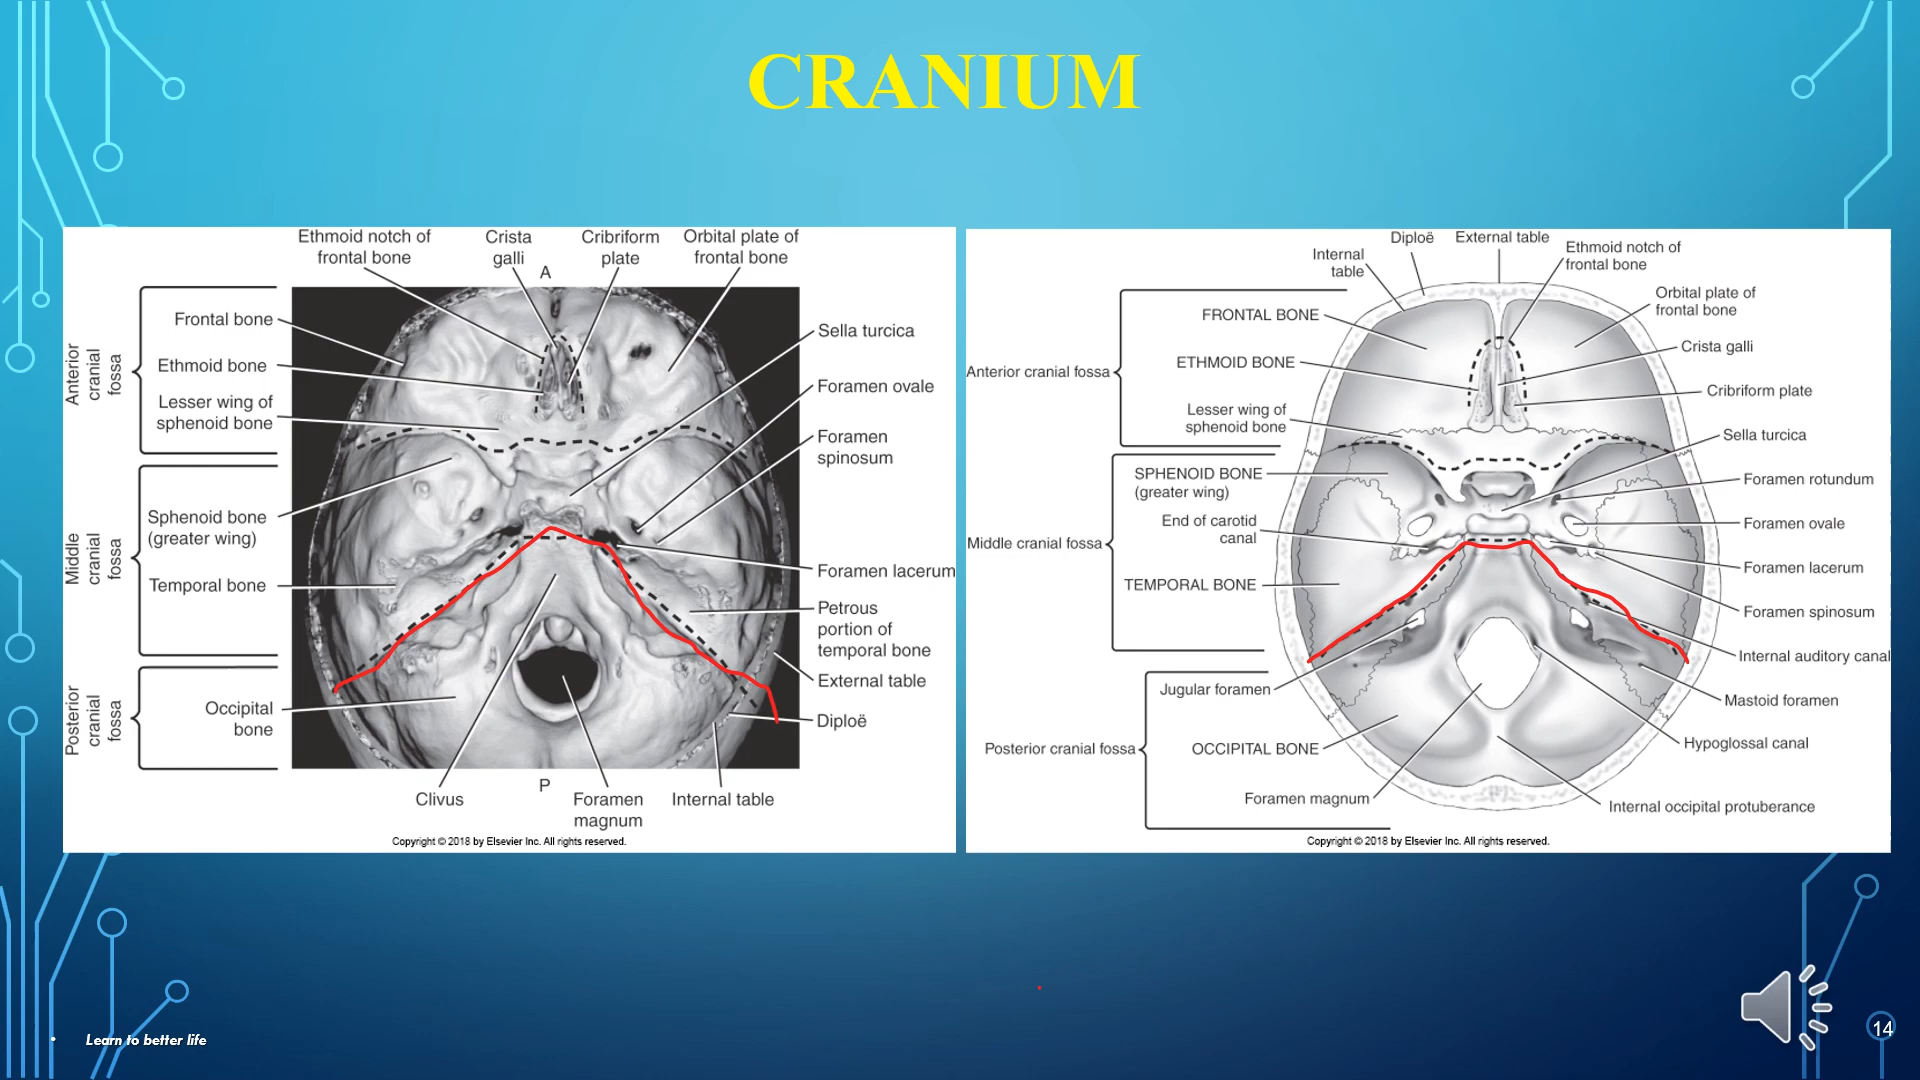 CRANIUM
Ethmoid notch of
frontal bone
Crista
galli
Cribriform
plate
Orbital plate of
frontal bone
A
Anterior
cranial
fossa
Frontal bone
Ethmoid bone
Lesser wing of
sphenoid bone
Middle
cranial
fossa
Sphenoid bone
(greater wing)
Temporal bone
Posterior
cranial
fossa
Occipital
bone
Sella turcica
Foramen ovale
Foramen
spinosum
Foramen lacerum
Petrous
portion of
temporal bone
External table
Diploë
Clivus
P
Foramen
magnum
Internal table
Copyright © 2018 by Elsevier Inc. All rights reserved.
Internal
table
Diploë
External table
Ethmoid notch of
frontal bone
Orbital plate of
frontal bone
Crista galli
Cribriform plate
Sella turcica
Foramen rotundum
Foramen ovale
Foramen lacerum
Foramen spinosum
Internal auditory canal
Mastoid foramen
Hypoglossal canal
Internal occipital protuberance
Anterior cranial fossa
FRONTAL BONE
ETHMOID BONE
Lesser wing of
sphenoid bone
Middle cranial fossa
SPHENOID BONE
(greater wing)
End of carotid
canal
TEMPORAL BONE
Posterior cranial fossa
Jugular foramen
OCCIPITAL BONE
Foramen magnum
Copyright © 2018 by Elsevier Inc. All rights reserved.
• Learn to better life
14